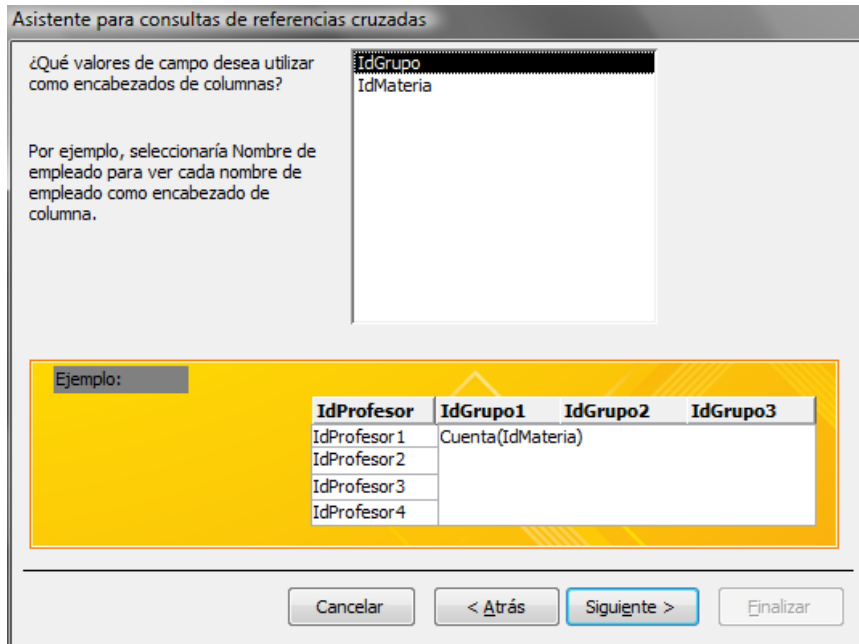 Asistente para consultas de referencias cruzadas
¿Qué valores de campo desea utilizar
como encabezados de columnas?
Por ejemplo, seleccionaría Nombre de
empleado para ver cada nombre de
empleado como encabezado de
columna.
IdGrupo
IdMateria
Ejemplo:
IdProfesor IdGrupo1 IdGrupo2 IdGrupo3
IdProfesor1 Cuenta(IdMateria)
IdProfesor2
IdProfesor3
IdProfesor4
Cancelar < Atrás Siguiente > Finalizar